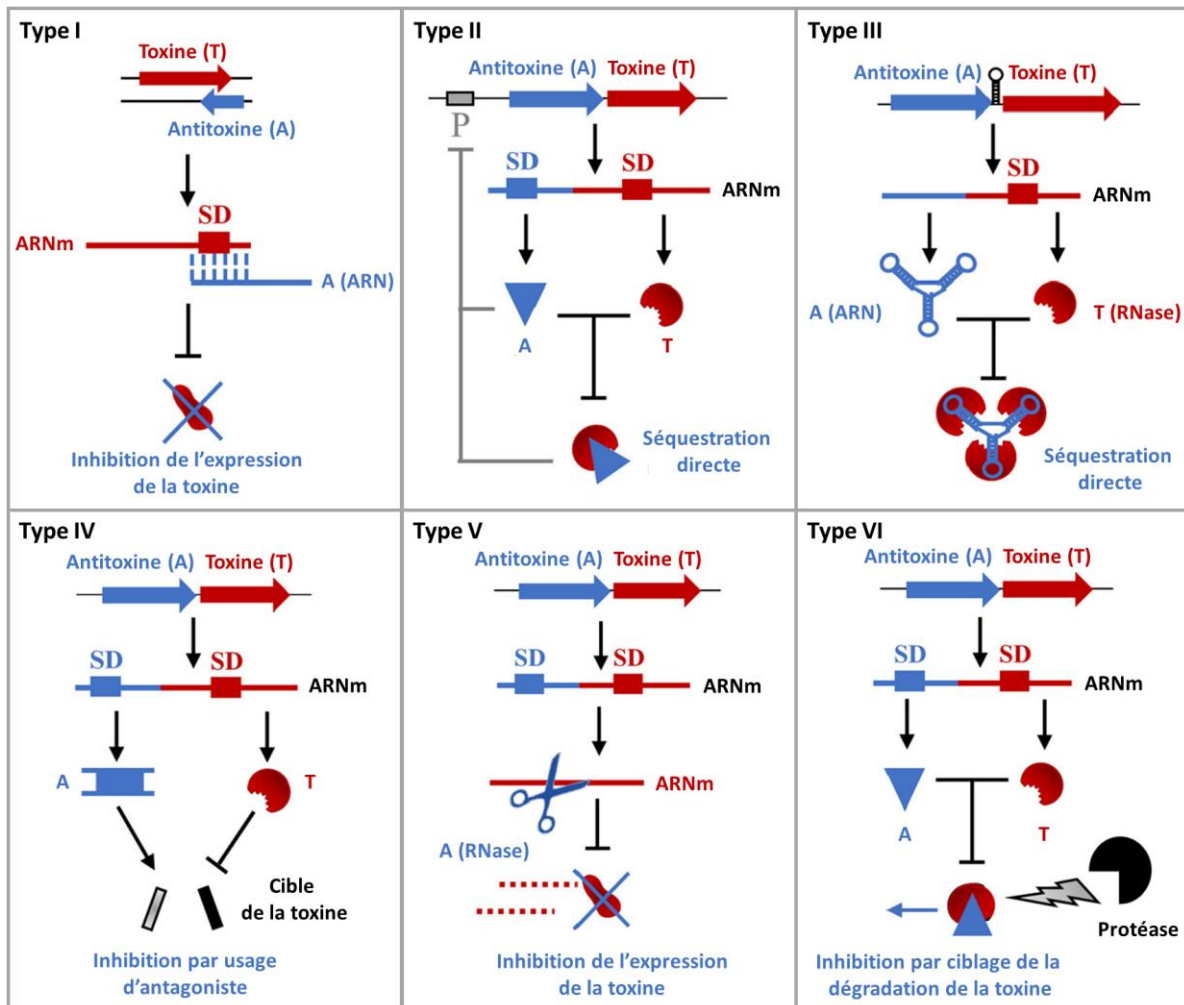 Type I
Toxine (T)
Antitoxine (A)
SD
ARNm
A (ARN)
Inhibition de l'expression
de la toxine
Type II
Antitoxine (A) Toxine (T)
P
SD SD
ARNm
A T
Séquestration
directe
Type III
Antitoxine (A) Toxine (T)
SD
ARNm
A (ARN) T (RNase)
Séquestration
directe
Type IV
Antitoxine (A) Toxine (T)
SD SD
ARNm
A T
Cible
de la toxine
Inhibition par usage
d'antagoniste
Type V
Antitoxine (A) Toxine (T)
SD SD
ARNm
ARNm
A (RNase)
Inhibition de l'expression
de la toxine
Type VI
Antitoxine (A) Toxine (T)
SD SD
ARNm
A T
Protéase
Inhibition par ciblage de la
dégradation de la toxine